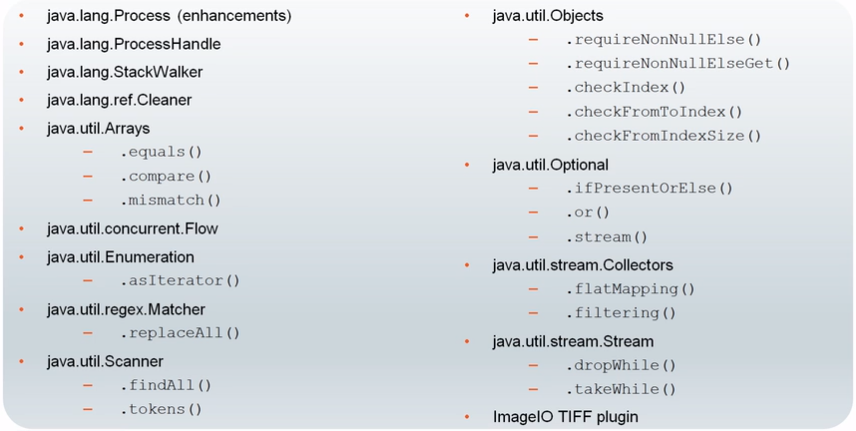 • java.lang.Process (enhancements)
• java.lang.ProcessHandle
• java.lang.StackWalker
• java.lang.ref.Cleaner
• java.util.Arrays
– .equals()
– .compare()
– .mismatch()
• java.util.concurrent.Flow
• java.util.Enumeration
– .asIterator()
• java.util.regex.Matcher
– .replaceAll()
• java.util.Scanner
– .findAll()
– .tokens()
• java.util.Objects
– .requireNonNullElse()
– .requireNonNullElseGet()
– .checkIndex()
– .checkFromToIndex()
– .checkFromIndexSize()
• java.util.Optional
– .ifPresentOrElse()
– .or()
– .stream()
• java.util.stream.Collectors
– .flatMapping()
– .filtering()
• java.util.stream.Stream
– .dropWhile()
– .takeWhile()
• ImageIO TIFF plugin